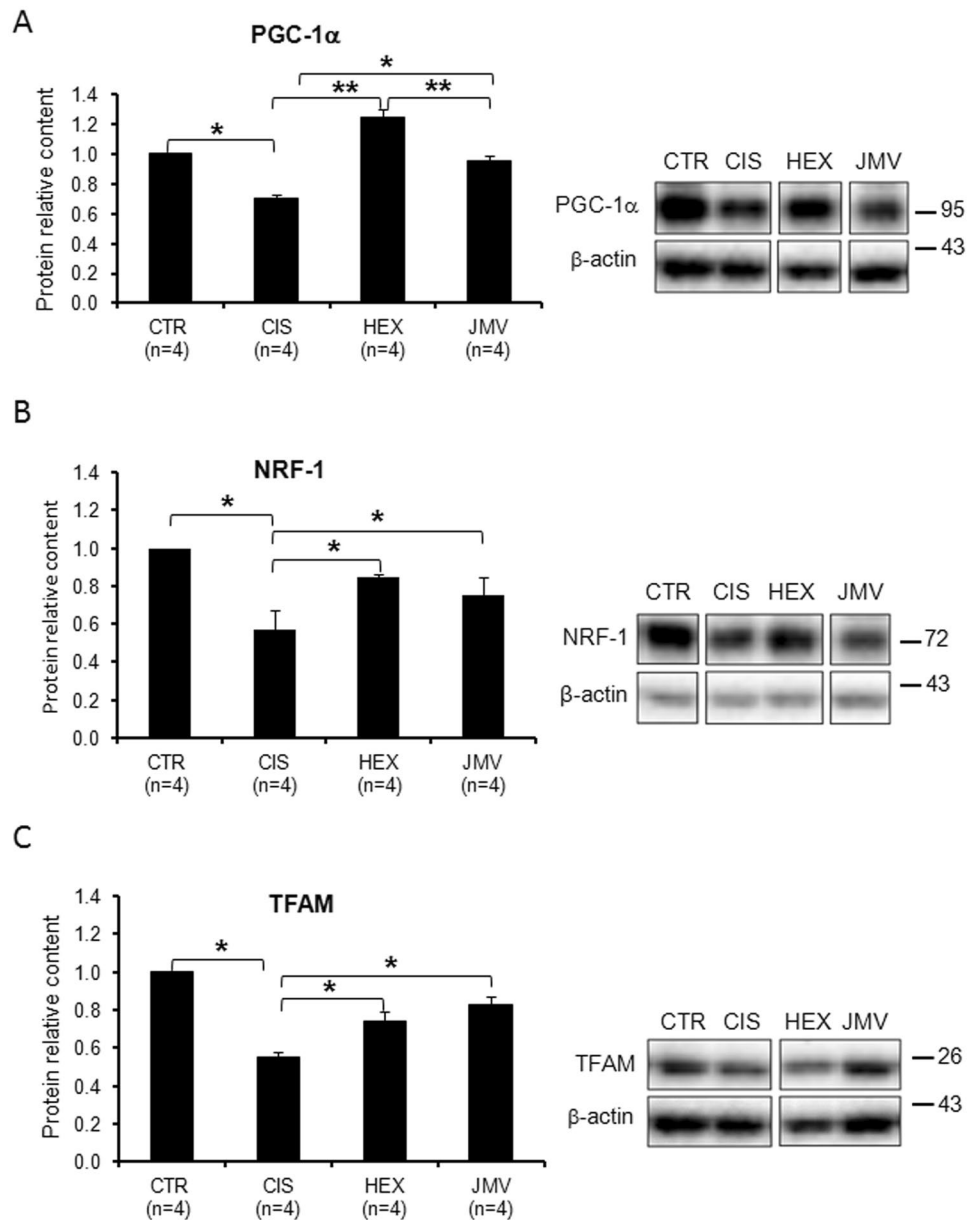 A
PGC-1α
Protein relative content
1.4
1.2
1.0
0.8
0.6
0.4
0.2
0.0
*
**
**
*
CTR CIS HEX JMV
(n=4) (n=4) (n=4) (n=4)
CTR CIS HEX JMV
PGC-1α
95
43
β-actin
B
NRF-1
Protein relative content
1.4
1.2
1.0
0.8
0.6
0.4
0.2
0.0
*
*
*
CTR CIS HEX JMV
(n=4) (n=4) (n=4) (n=4)
CTR CIS HEX JMV
NRF-1
72
43
β-actin
C
TFAM
Protein relative content
1.4
1.2
1.0
0.8
0.6
0.4
0.2
0.0
*
*
*
CTR CIS HEX JMV
(n=4) (n=4) (n=4) (n=4)
CTR CIS HEX JMV
TFAM
26
43
β-actin